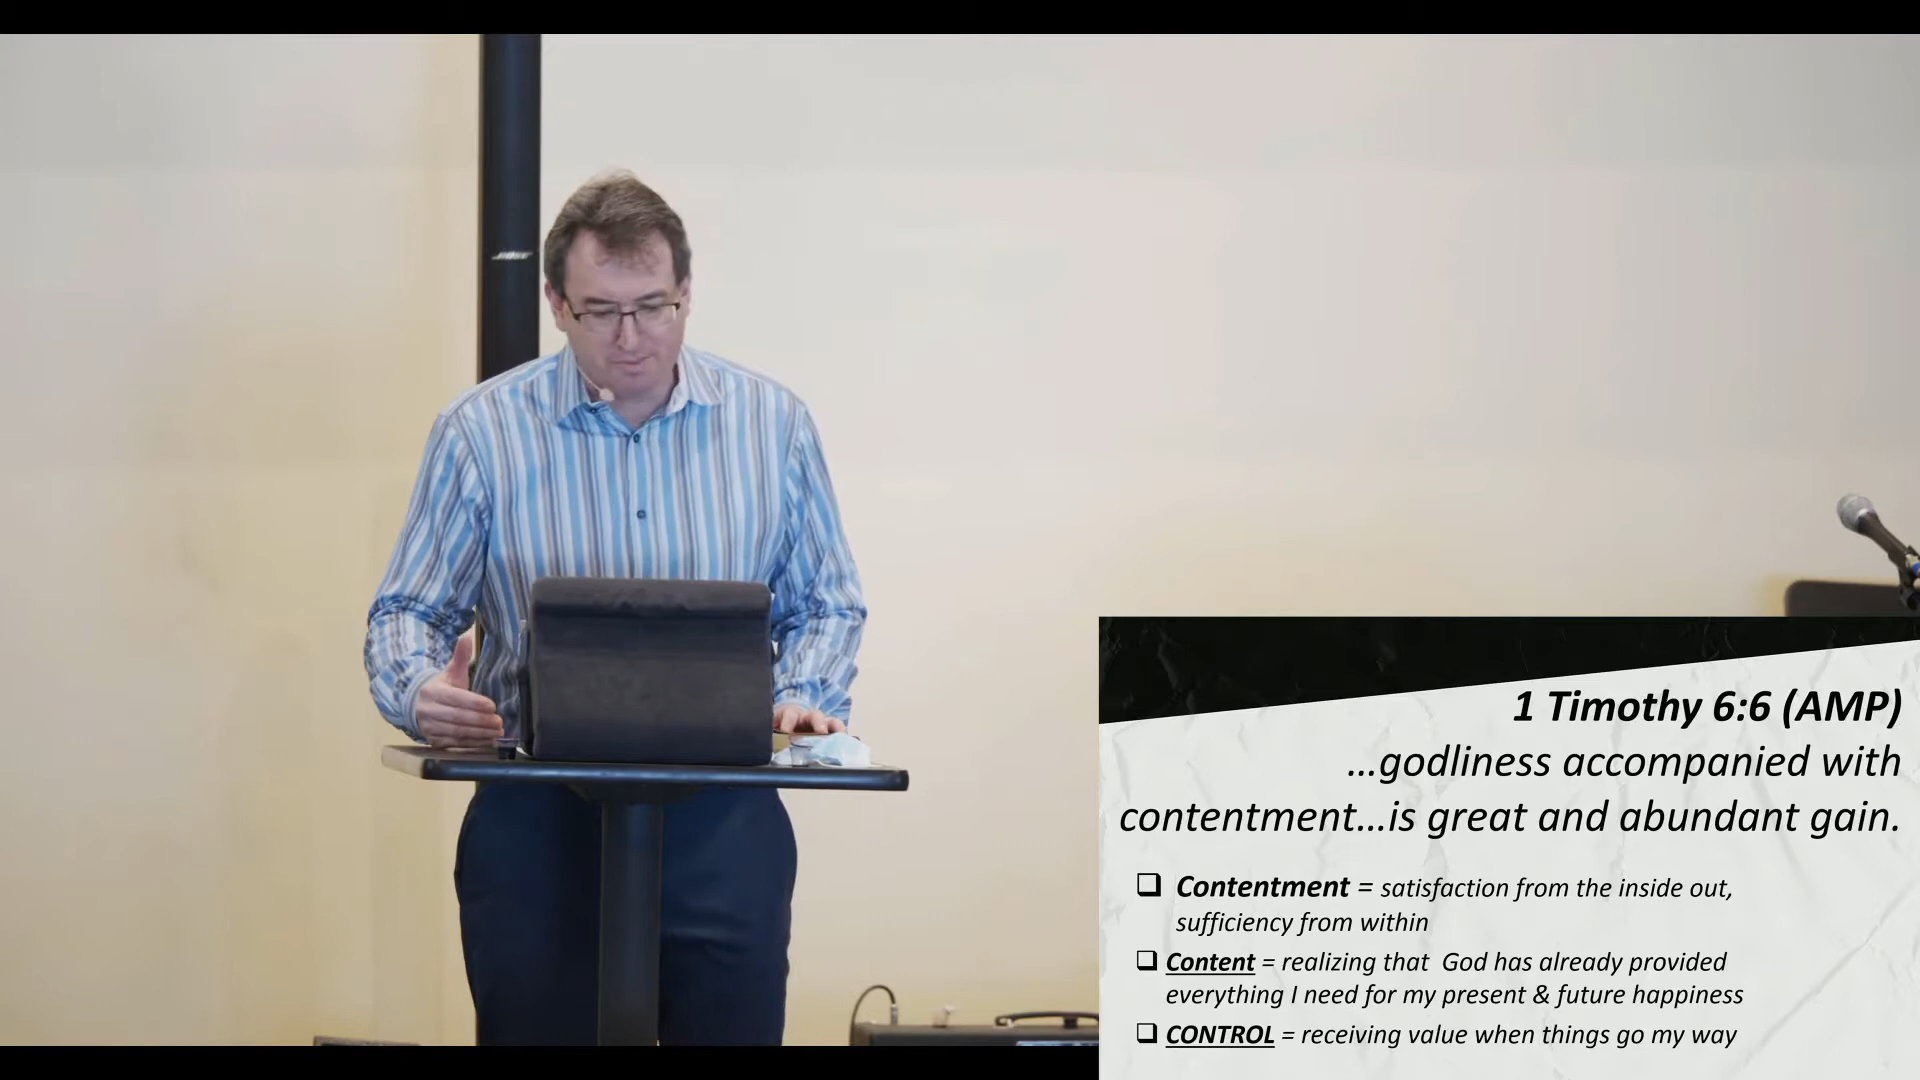 BOSE
1 Timothy 6:6 (AMP)
…godliness accompanied with
contentment…is great and abundant gain.
Contentment = satisfaction from the inside out,
sufficiency from within
Content = realizing that God has already provided
everything I need for my present & future happiness
CONTROL = receiving value when things go my way